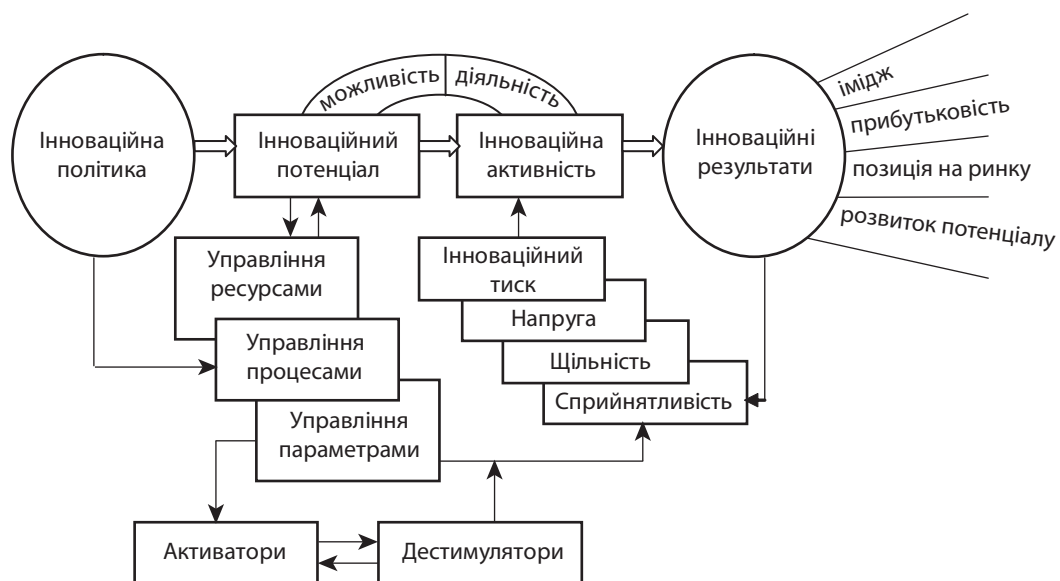 можливість
діяльність
Інноваційна
політика
Інноваційний
потенціал
Інноваційна
активність
Інноваційні
результати
імідж
прибутковість
позиція на ринку
розвиток потенціалу
Управління
ресурсами
Управління
процесами
Управління
параметрами
Інноваційний
тиск
Напруга
Щільність
Сприйнятливість
Активатори
Дестимулятори